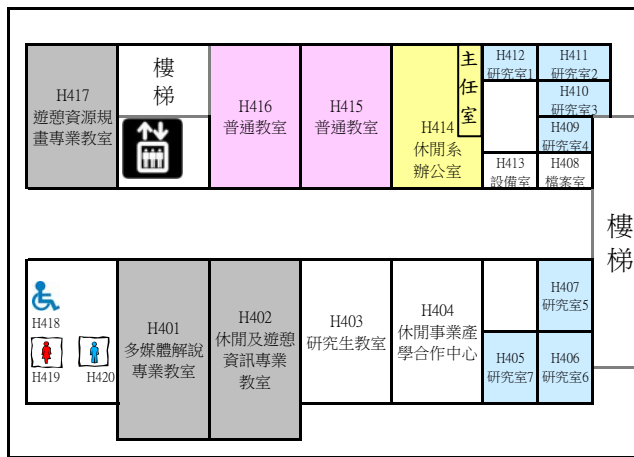 H417
遊憩資源規
畫專業教室
樓
梯
H416
普通教室
H415
普通教室
H414
休閒系
辦公室
主
任
室
H412
研究室1
H411
研究室2
H410
研究室3
H409
研究室4
H413
設備室
H408
檔案室
樓
梯
H418
H419
H420
H401
多媒體解說
專業教室
H402
休閒及遊憩
資訊專業
教室
H403
研究生教室
H404
休閒事業產
學合作中心
H407
研究室5
H405
研究室7
H406
研究室6